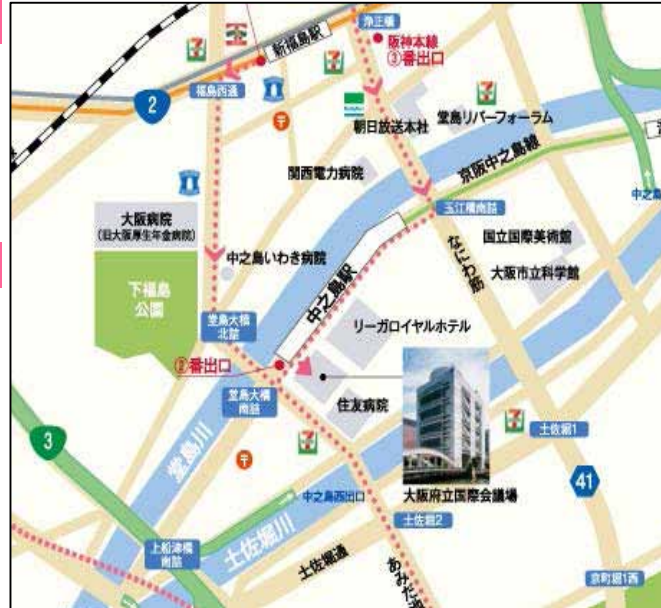 新福島駅
浄正橋
阪神本線
③番出口
福島西通
2
朝日放送本社
堂島リバーフォーラム
関西電力病院
京阪中之島線
大阪病院
(旧大阪厚生年金病院)
玉江橋南詰
なにわ筋
国立国際美術館
中之島いわき病院
大阪市立科学館
下福島
公園
中之島駅
堂島大橋
北詰
リーガロイヤルホテル
②番出口
堂島大橋
南詰
住友病院
堂島川
3
土佐堀1
中之島西出口
大阪府立国際会議場
41
土佐堀川
土佐堀2
上船津橋
南詰
土佐堀通
あみだ池
京町堀1西